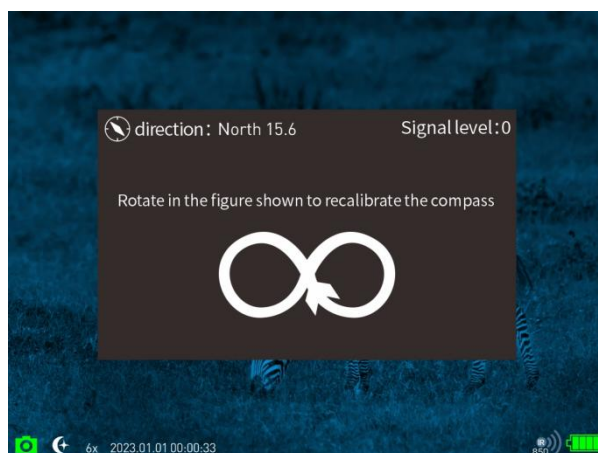 direction: North 15.6
Signal level:0
Rotate in the figure shown to recalibrate the compass
6x 2023.01.01 00:00:33
IR
850